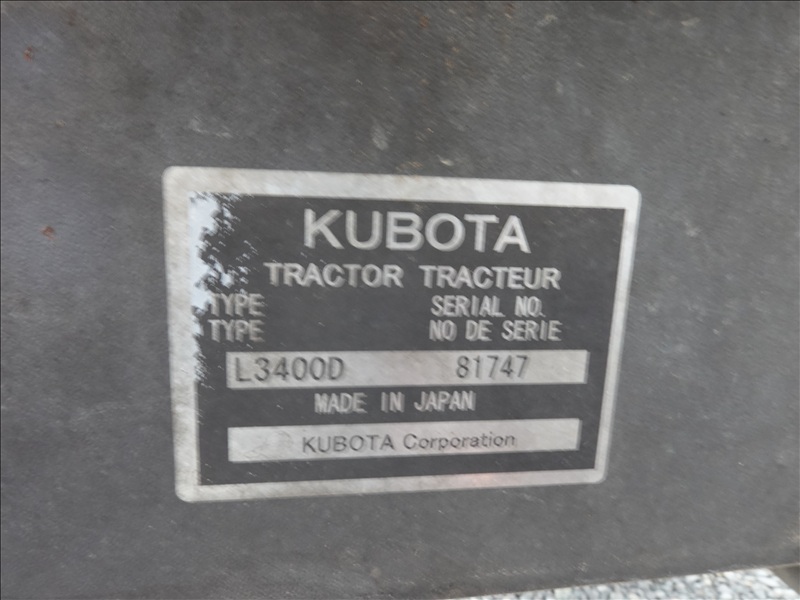 KUBOTA
TRACTOR TRACTEUR
TYPE SERIAL NO.
TYPE NO DE SERIE
L3400D 81747
MADE IN JAPAN
KUBOTA Corporation